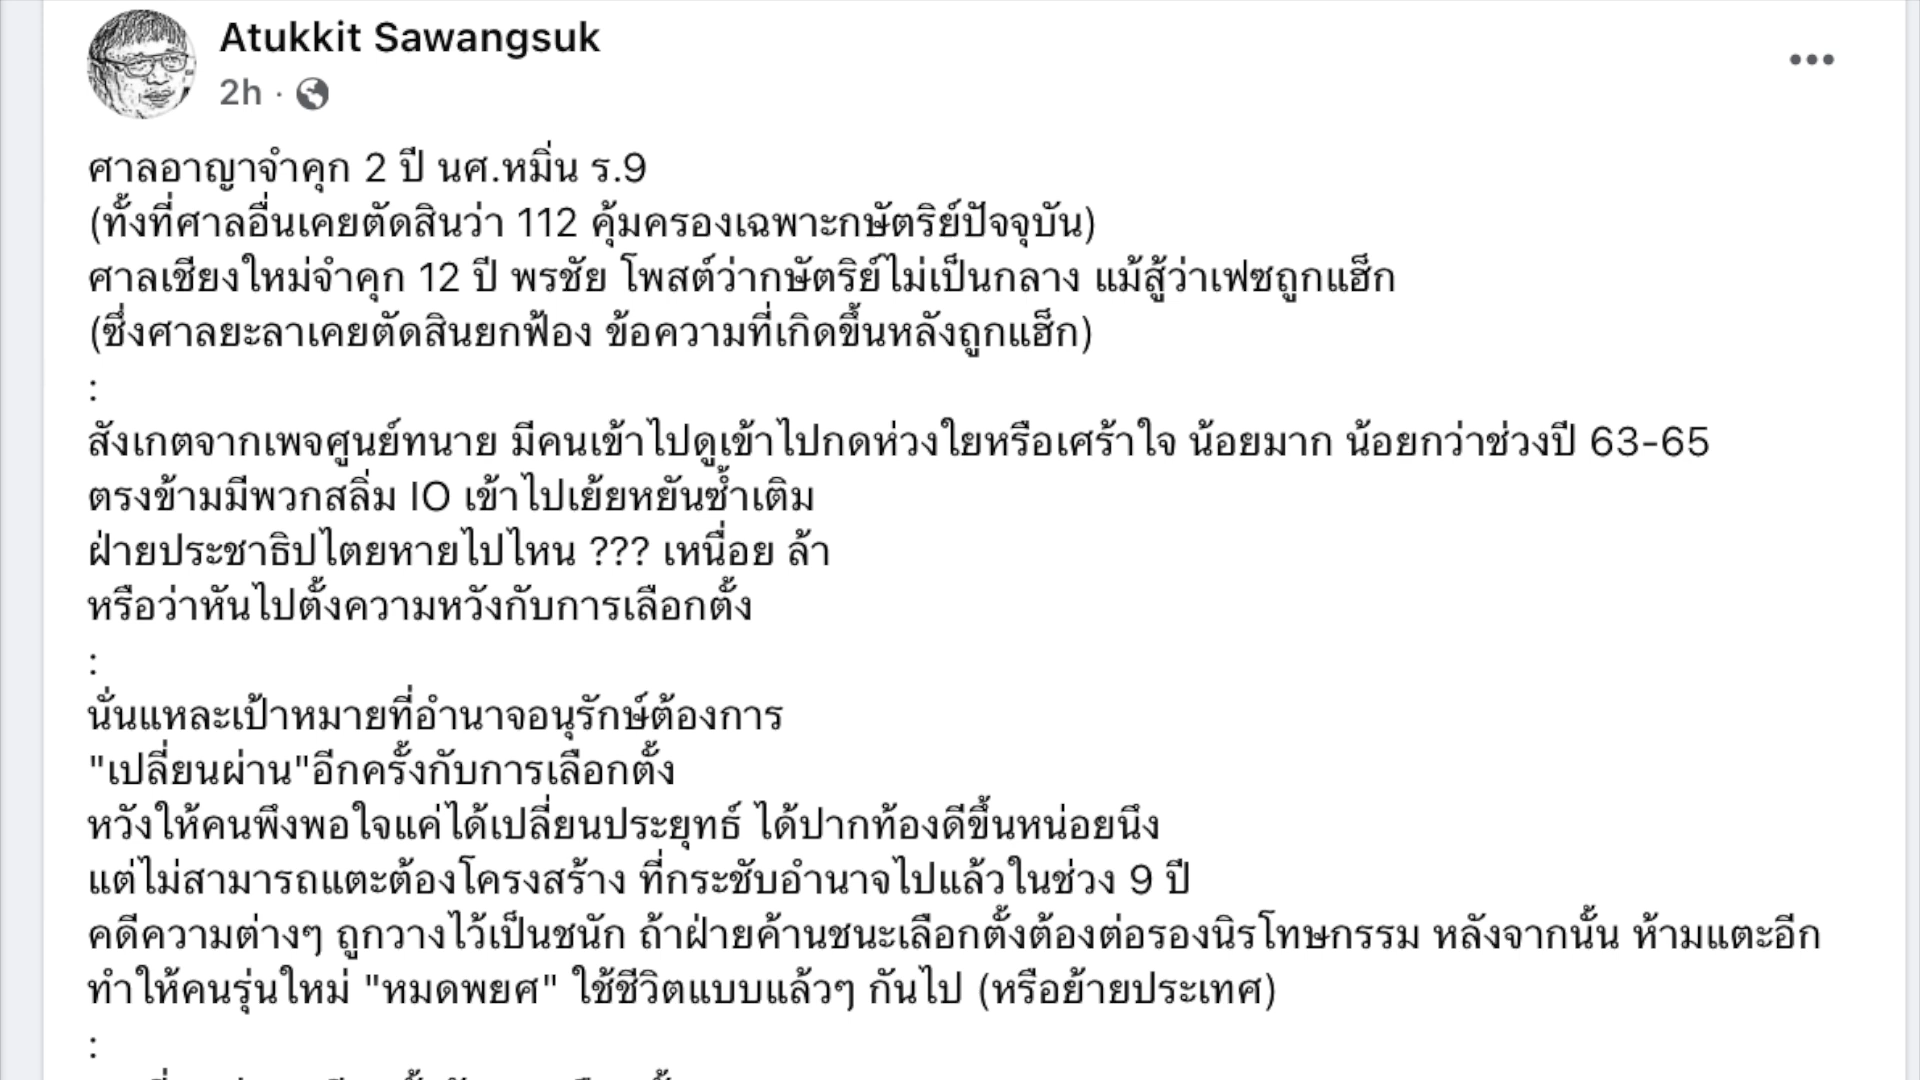 Atukkit Sawangsuk
2h ·
ศาลอาญาจำคุก 2 ปี นศ.หมิ่น ร.9
(ทั้งที่ศาลอื่นเคยตัดสินว่า 112 คุ้มครองเฉพาะกษัตริย์ปัจจุบัน)
ศาลเชียงใหม่จำคุก 12 ปี พรชัย โพสต์ว่ากษัตริย์ไม่เป็นกลาง แม้สู้ว่าเฟซถูกแฮ็ก
(ซึ่งศาลยะลาเคยตัดสินยกฟ้อง ข้อความที่เกิดขึ้นหลังถูกแฮ็ก)
:
สังเกตจากเพจศูนย์ทนาย มีคนเข้าไปดูเข้าไปกดห่วงใยหรือเศร้าใจ น้อยมาก น้อยกว่าช่วงปี 63-65
ตรงข้ามมีพวกสลิ่ม IO เข้าไปเย้ยหยันซ้ำเติม
ฝ่ายประชาธิปไตยหายไปไหน ??? เหนื่อย ล้า
หรือว่าหันไปตั้งความหวังกับการเลือกตั้ง
:
นั่นแหละเป้าหมายที่อำนาจอนุรักษ์ต้องการ
"เปลี่ยนผ่าน"อีกครั้งกับการเลือกตั้ง
หวังให้คนพึงพอใจแค่ได้เปลี่ยนประยุทธ์ ได้ปากท้องดีขึ้นหน่อยนึง
แต่ไม่สามารถแตะต้องโครงสร้าง ที่กระชับอำนาจไปแล้วในช่วง 9 ปี
คดีความต่างๆ ถูกวางไว้เป็นชนัก ถ้าฝ่ายค้านชนะเลือกตั้งต้องต่อรองนิรโทษกรรม หลังจากนั้น ห้ามแตะอีก
ทำให้คนรุ่นใหม่ "หมดพยศ" ใช้ชีวิตแบบแล้วๆ กันไป (หรือย้ายประเทศ)
: